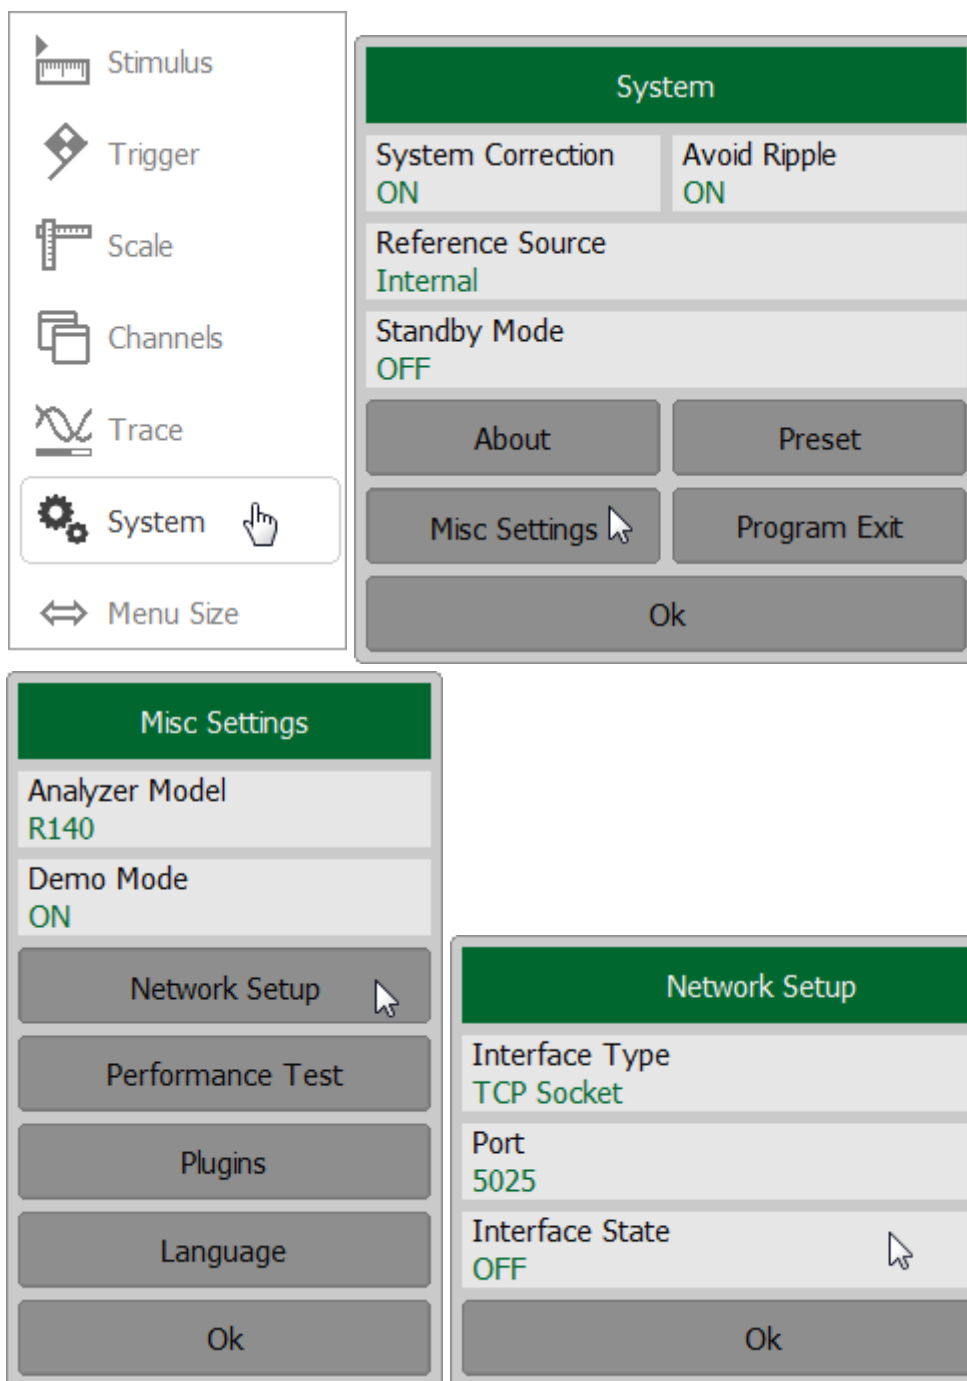 Stimulus
Trigger
Scale
Channels
Trace
System
Menu Size
System
System Correction
ON
Avoid Ripple
ON
Reference Source
Internal
Standby Mode
OFF
About
Preset
Misc Settings
Program Exit
Ok
Misc Settings
Analyzer Model
R140
Demo Mode
ON
Network Setup
Performance Test
Plugins
Language
Ok
Network Setup
Interface Type
TCP Socket
Port
5025
Interface State
OFF
Ok